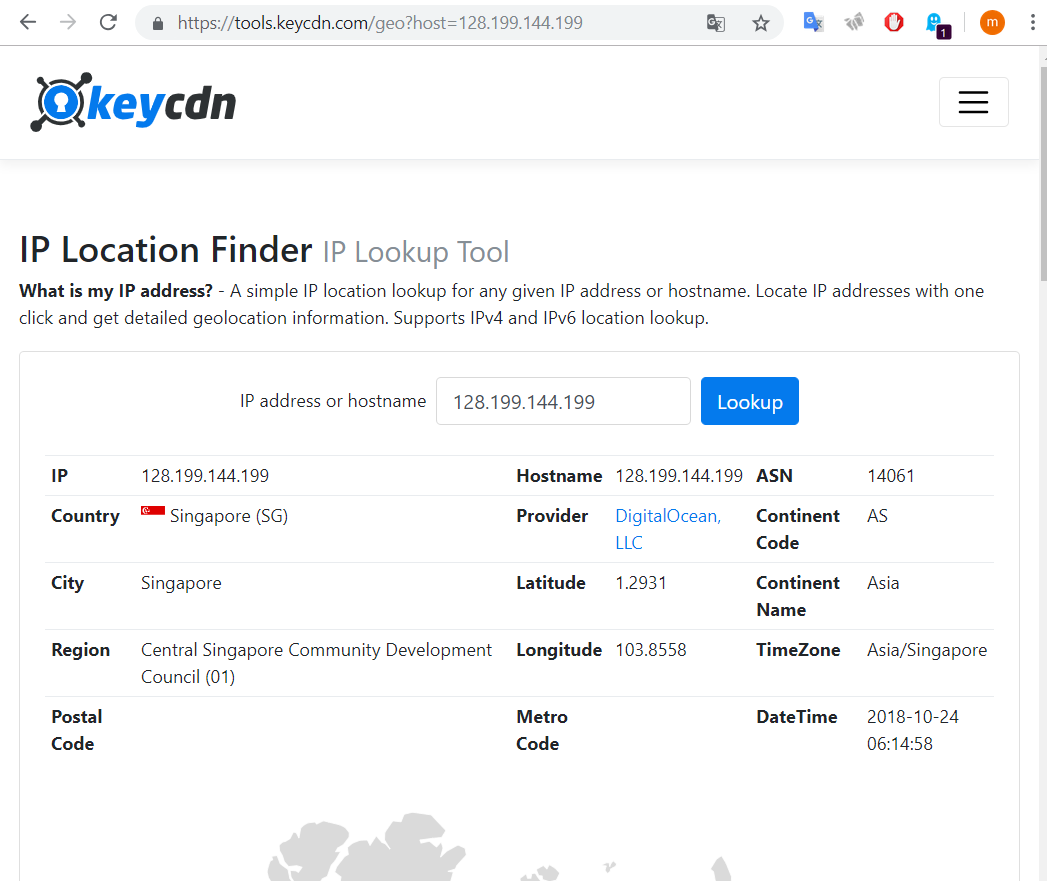 https://tools.keycdn.com/geo?host=128.199.144.199
1
m
keycdn
IP Location Finder IP Lookup Tool
What is my IP address? - A simple IP location lookup for any given IP address or hostname. Locate IP addresses with one
click and get detailed geolocation information. Supports IPv4 and IPv6 location lookup.
IP address or hostname 128.199.144.199 Lookup
IP 128.199.144.199 Hostname 128.199.144.199 ASN 14061
Country Singapore (SG) Provider DigitalOcean, Continent AS
LLC Code
City Singapore Latitude 1.2931 Continent Asia
Name
Region Central Singapore Community Development Longitude 103.8558 TimeZone Asia/Singapore
Council (01)
Postal Metro DateTime 2018-10-24
Code Code 06:14:58